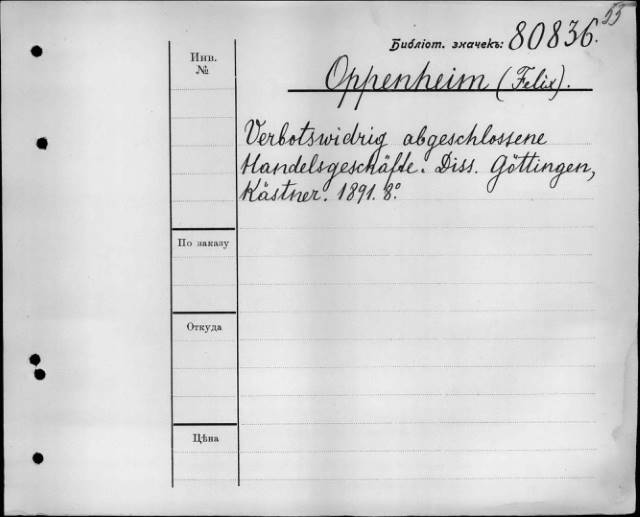 55
Библіот. значекъ: 80836.
Инв.
№
Oppenheim (Felix).
Verbotswidrig abgeschlossene
Handelsgeschäfte. Diss. Göttingen,
Kästner. 1891. 8°.
По заказу
Откуда
Цѣна